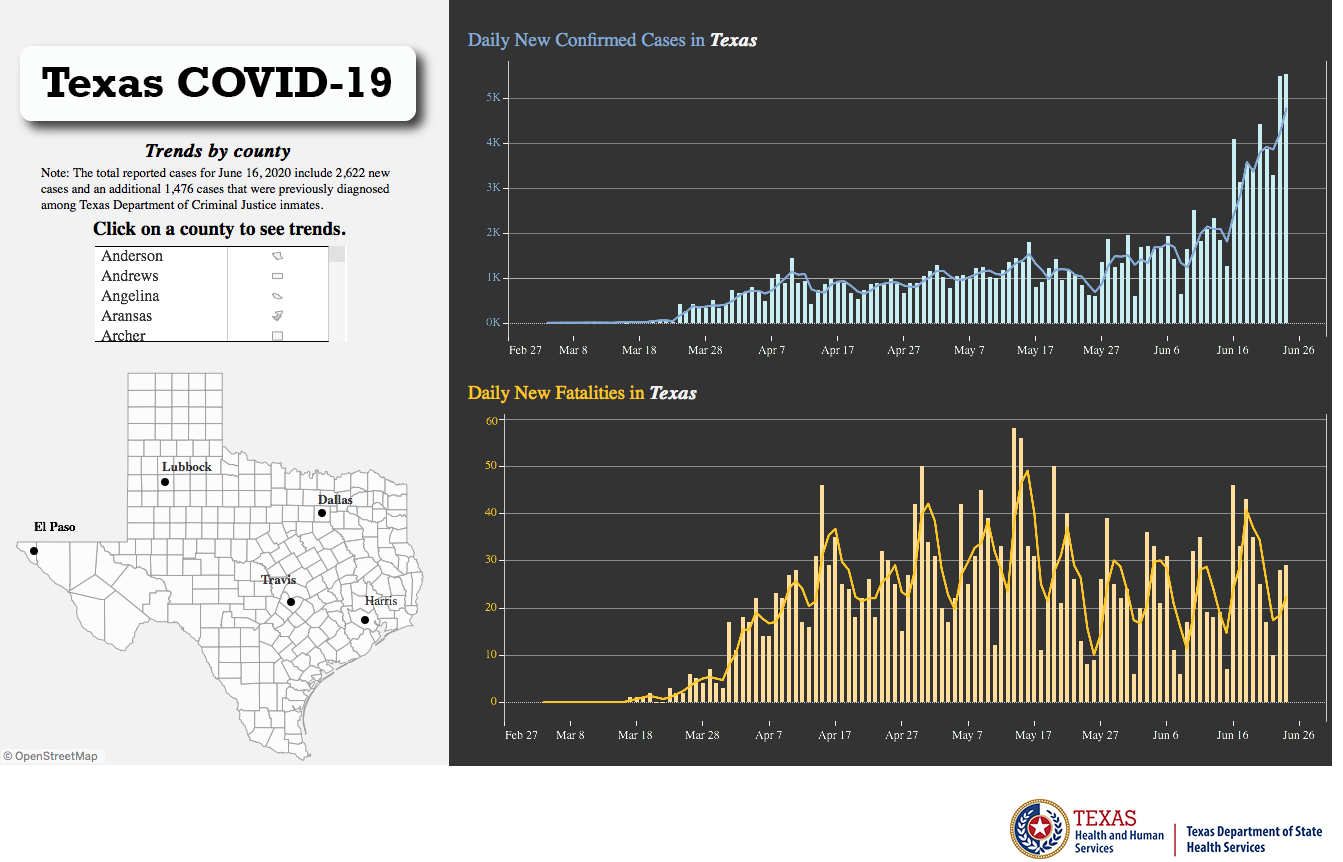 Texas COVID-19
Trends by county
Note: The total reported cases for June 16, 2020 include 2,622 new
cases and an additional 1,476 cases that were previously diagnosed
among Texas Department of Criminal Justice inmates.
Click on a county to see trends.
Anderson
Andrews
Angelina
Aransas
Archer
Lubbock
Dallas
El Paso
Travis
Harris
© OpenStreetMap
Daily New Confirmed Cases in Texas
5K
4K
3K
2K
1K
0K
Feb 27 Mar 8 Mar 18 Mar 28 Apr 7 Apr 17 Apr 27 May 7 May 17 May 27 Jun 6 Jun 16 Jun 26
Daily New Fatalities in Texas
60
50
40
30
20
10
0
Feb 27 Mar 8 Mar 18 Mar 28 Apr 7 Apr 17 Apr 27 May 7 May 17 May 27 Jun 6 Jun 16 Jun 26
TEXAS
Health and Human
Services
Texas Department of State
Health Services